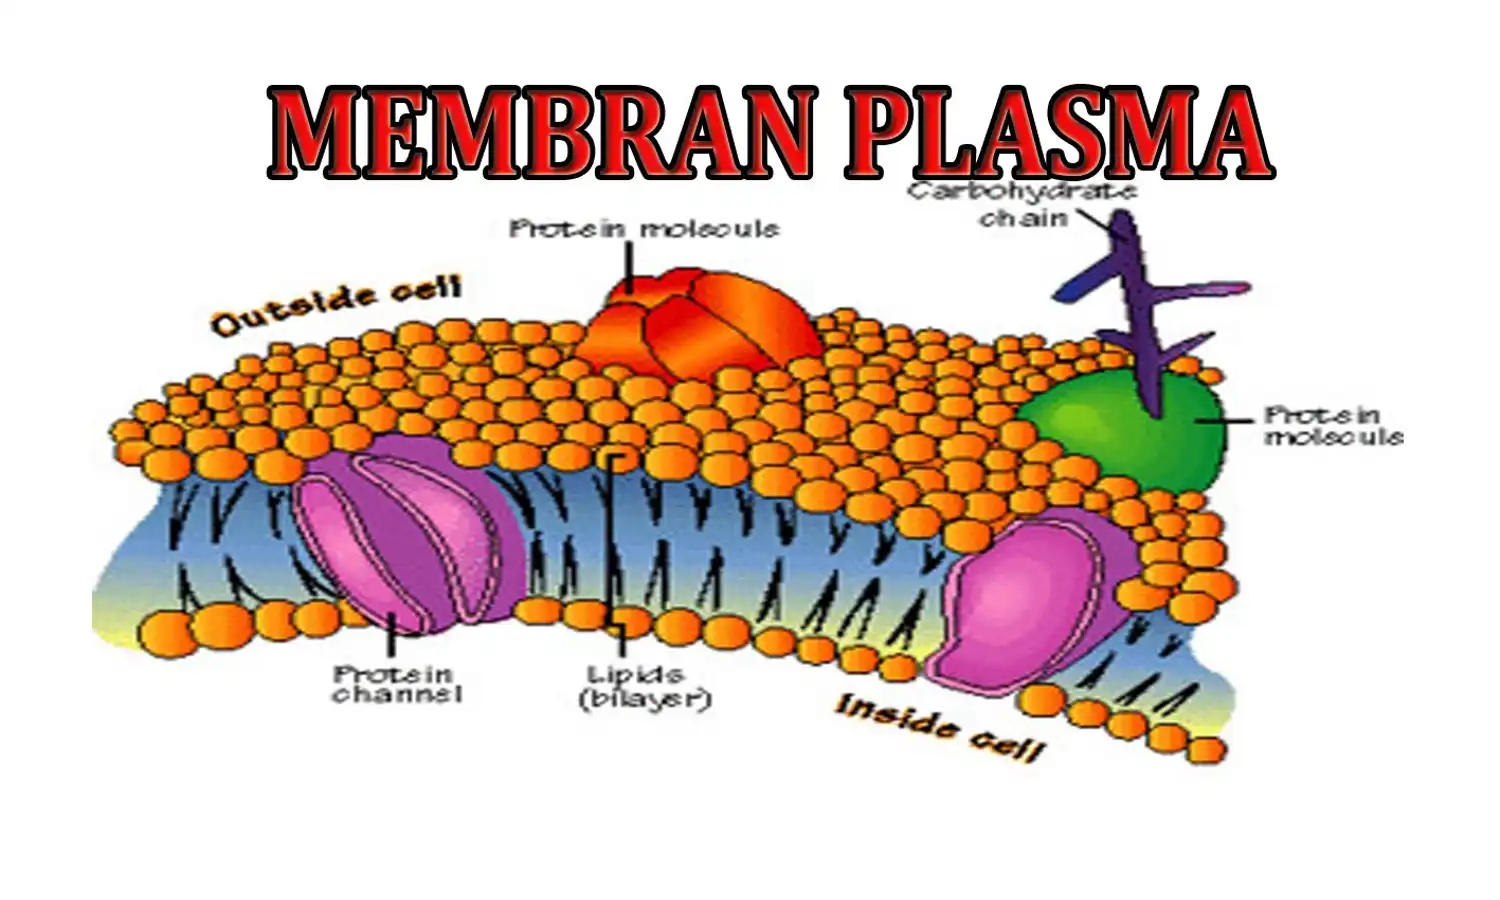 MEMBRAN PLASMA
Carbohydrate
chain
Protein molecule
Outside cell
Protein
molecule
Protein
channel
Lipids
(bilayer)
Inside cell